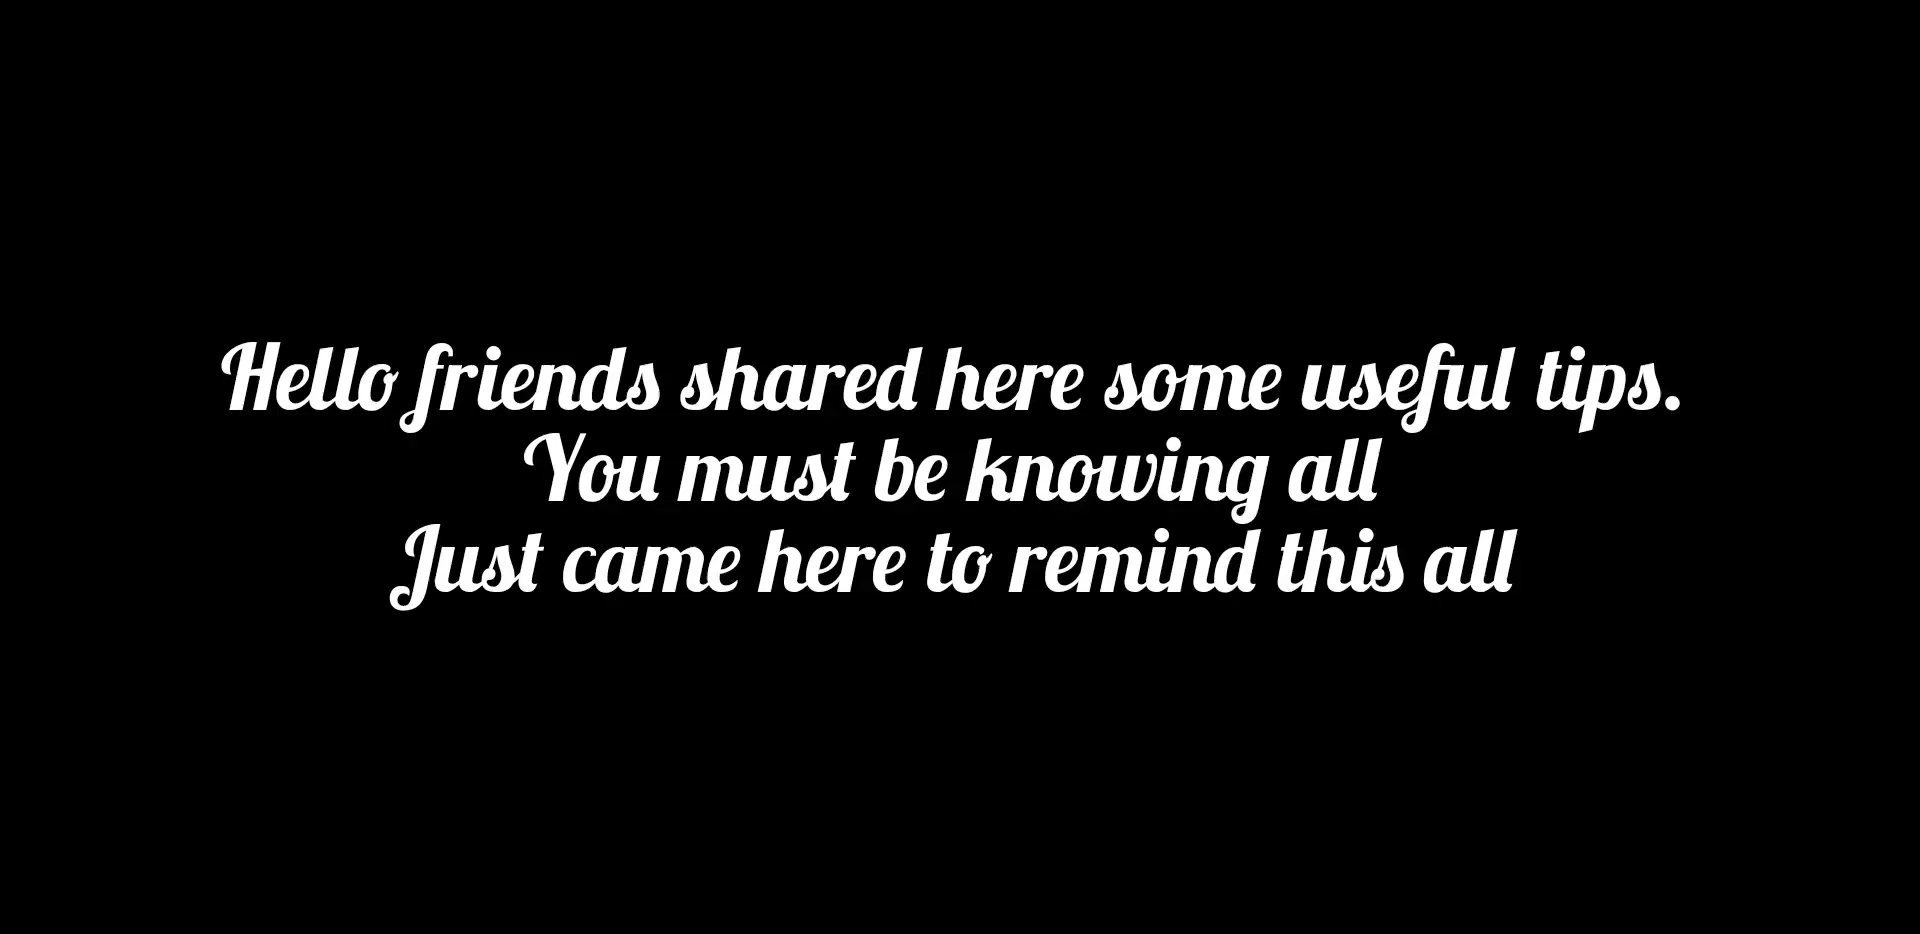 Hello friends shared here some useful tips.
You must be knowing all
Just came here to remind this all